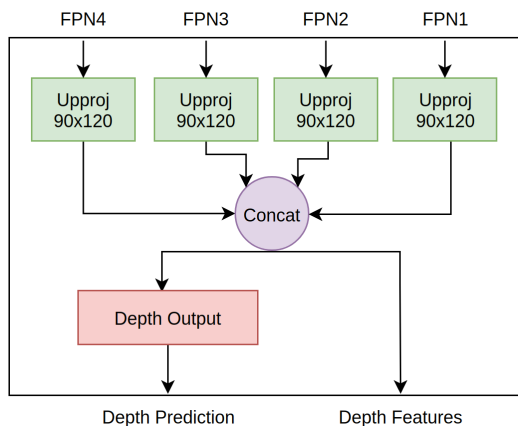 FPN4 FPN3 FPN2 FPN1
Upproj Upproj Upproj Upproj
90x120 90x120 90x120 90x120
Concat
Depth Output
Depth Prediction Depth Features